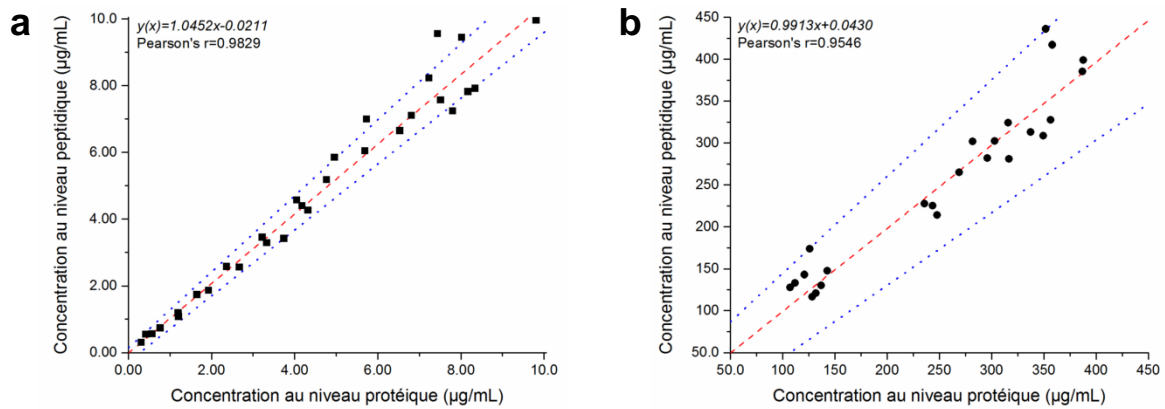 a
y(x)=1.0452x-0.0211
Pearson's r=0.9829
Concentration au niveau peptidique (µg/mL)
10.0
8.00
6.00
4.00
2.00
0.00
0.00 2.00 4.00 6.00 8.00 10.0
Concentration au niveau protéique (µg/mL)
b
y(x)=0.9913x+0.0430
Pearson's r=0.9546
Concentration au niveau peptidique (µg/mL)
450
400
350
300
250
200
150
100
50.0
50.0 100 150 200 250 300 350 400 450
Concentration au niveau protéique (µg/mL)